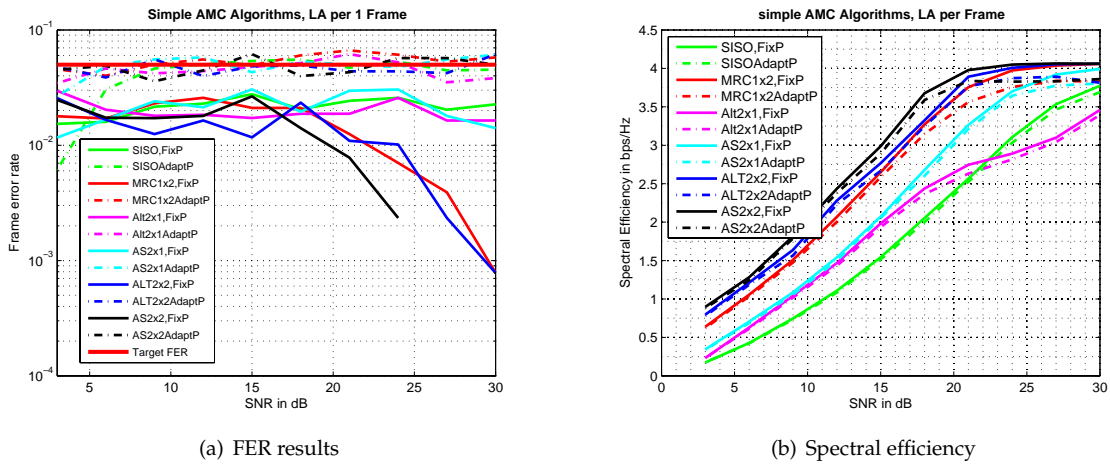 Simple AMC Algorithms, LA per 1 Frame
10^-1
10^-2
10^-3
10^-4
Frame error rate
5 10 15 20 25 30
SNR in dB
SISO,FixP
SISOAdaptP
MRC1x2,FixP
MRC1x2AdaptP
Alt2x1,FixP
Alt2x1AdaptP
AS2x1,FixP
AS2x1AdaptP
ALT2x2,FixP
ALT2x2AdaptP
AS2x2,FixP
AS2x2AdaptP
Target FER
(a) FER results
simple AMC Algorithms, LA per Frame
4.5
4
3.5
3
2.5
2
1.5
1
0.5
0
Spectral Efficiency in bps/Hz
0 5 10 15 20 25 30
SNR in dB
SISO,FixP
SISOAdaptP
MRC1x2,FixP
MRC1x2AdaptP
Alt2x1,FixP
Alt2x1AdaptP
AS2x1,FixP
AS2x1AdaptP
ALT2x2,FixP
ALT2x2AdaptP
AS2x2,FixP
AS2x2AdaptP
(b) Spectral efficiency